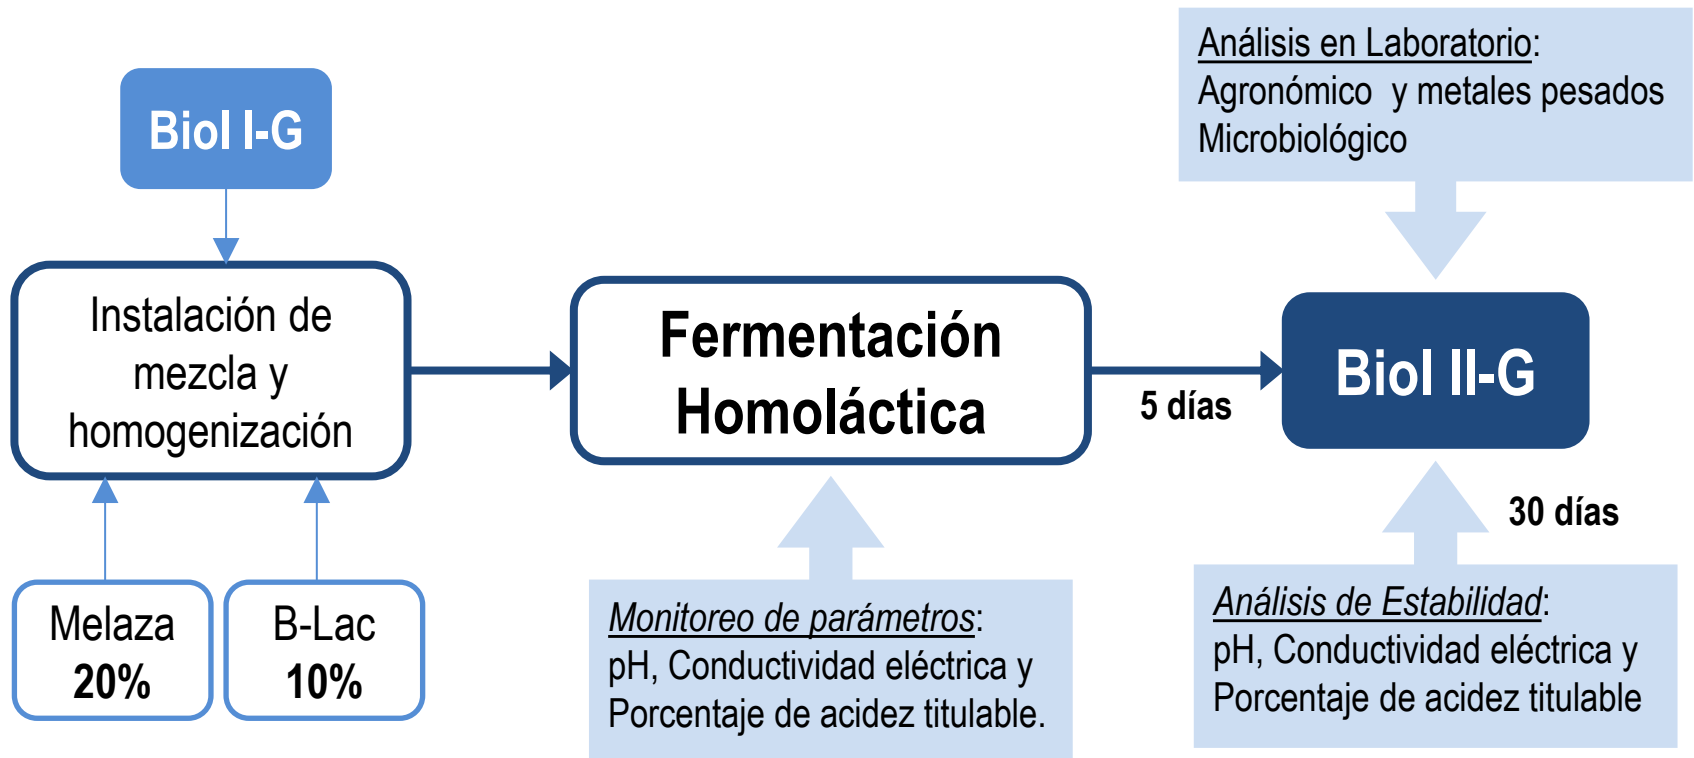 Biol I-G
Instalación de
mezcla y
homogenización
Melaza
20%
B-Lac
10%
Fermentación
Homoláctica
Monitoreo de parámetros:
pH, Conductividad eléctrica y
Porcentaje de acidez titulable.
5 días
Análisis en Laboratorio:
Agronómico  y metales pesados
Microbiológico
Biol II-G
30 días
Análisis de Estabilidad:
pH, Conductividad eléctrica y
Porcentaje de acidez titulable